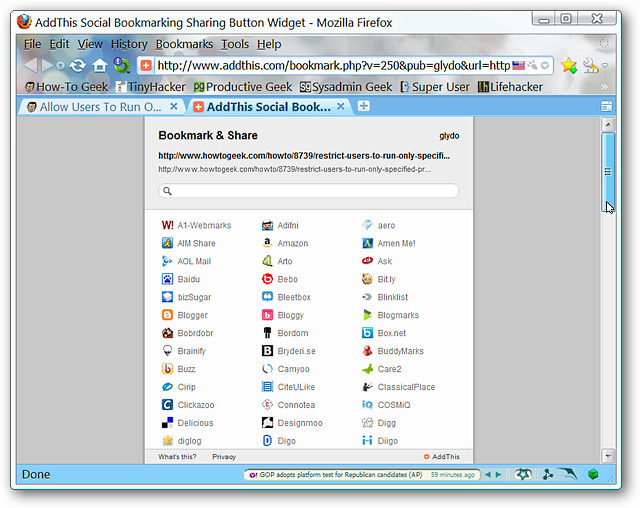 AddThis Social Bookmarking Sharing Button Widget - Mozilla Firefox
File Edit View History Bookmarks Tools Help
http://www.addthis.com/bookmark.php?v=250&pub=glydo&url=http
How-To Geek TinyHacker Productive Geek Sysadmin Geek Super User Lifehacker
Allow Users To Run O... AddThis Social Book...
Bookmark & Share glydo
http://www.howtogeek.com/howto/8739/restrict-users-to-run-only-specifi...
http://www.howtogeek.com/howto/8739/restrict-users-to-run-only-specified-pr...
A1-Webmarks Adifni aero
AIM Share Amazon Amen Me!
AOL Mail Arto Ask
Baidu Bebo Bit.ly
bizSugar Bleetbox Blinklist
Blogger Bloggy Blogmarks
Bobrdobr Bordom Box.net
Brainify Bryderi.se BuddyMarks
Buzz Camyoo Care2
Cirip CiteULike ClassicalPlace
Clickazoo Connotea COSMiQ
Delicious Designmoo Digg
diglog Digo Diigo
What's this? Privacy AddThis
Done GOP adopts platform test for Republican candidates (AP) 59 minutes ago